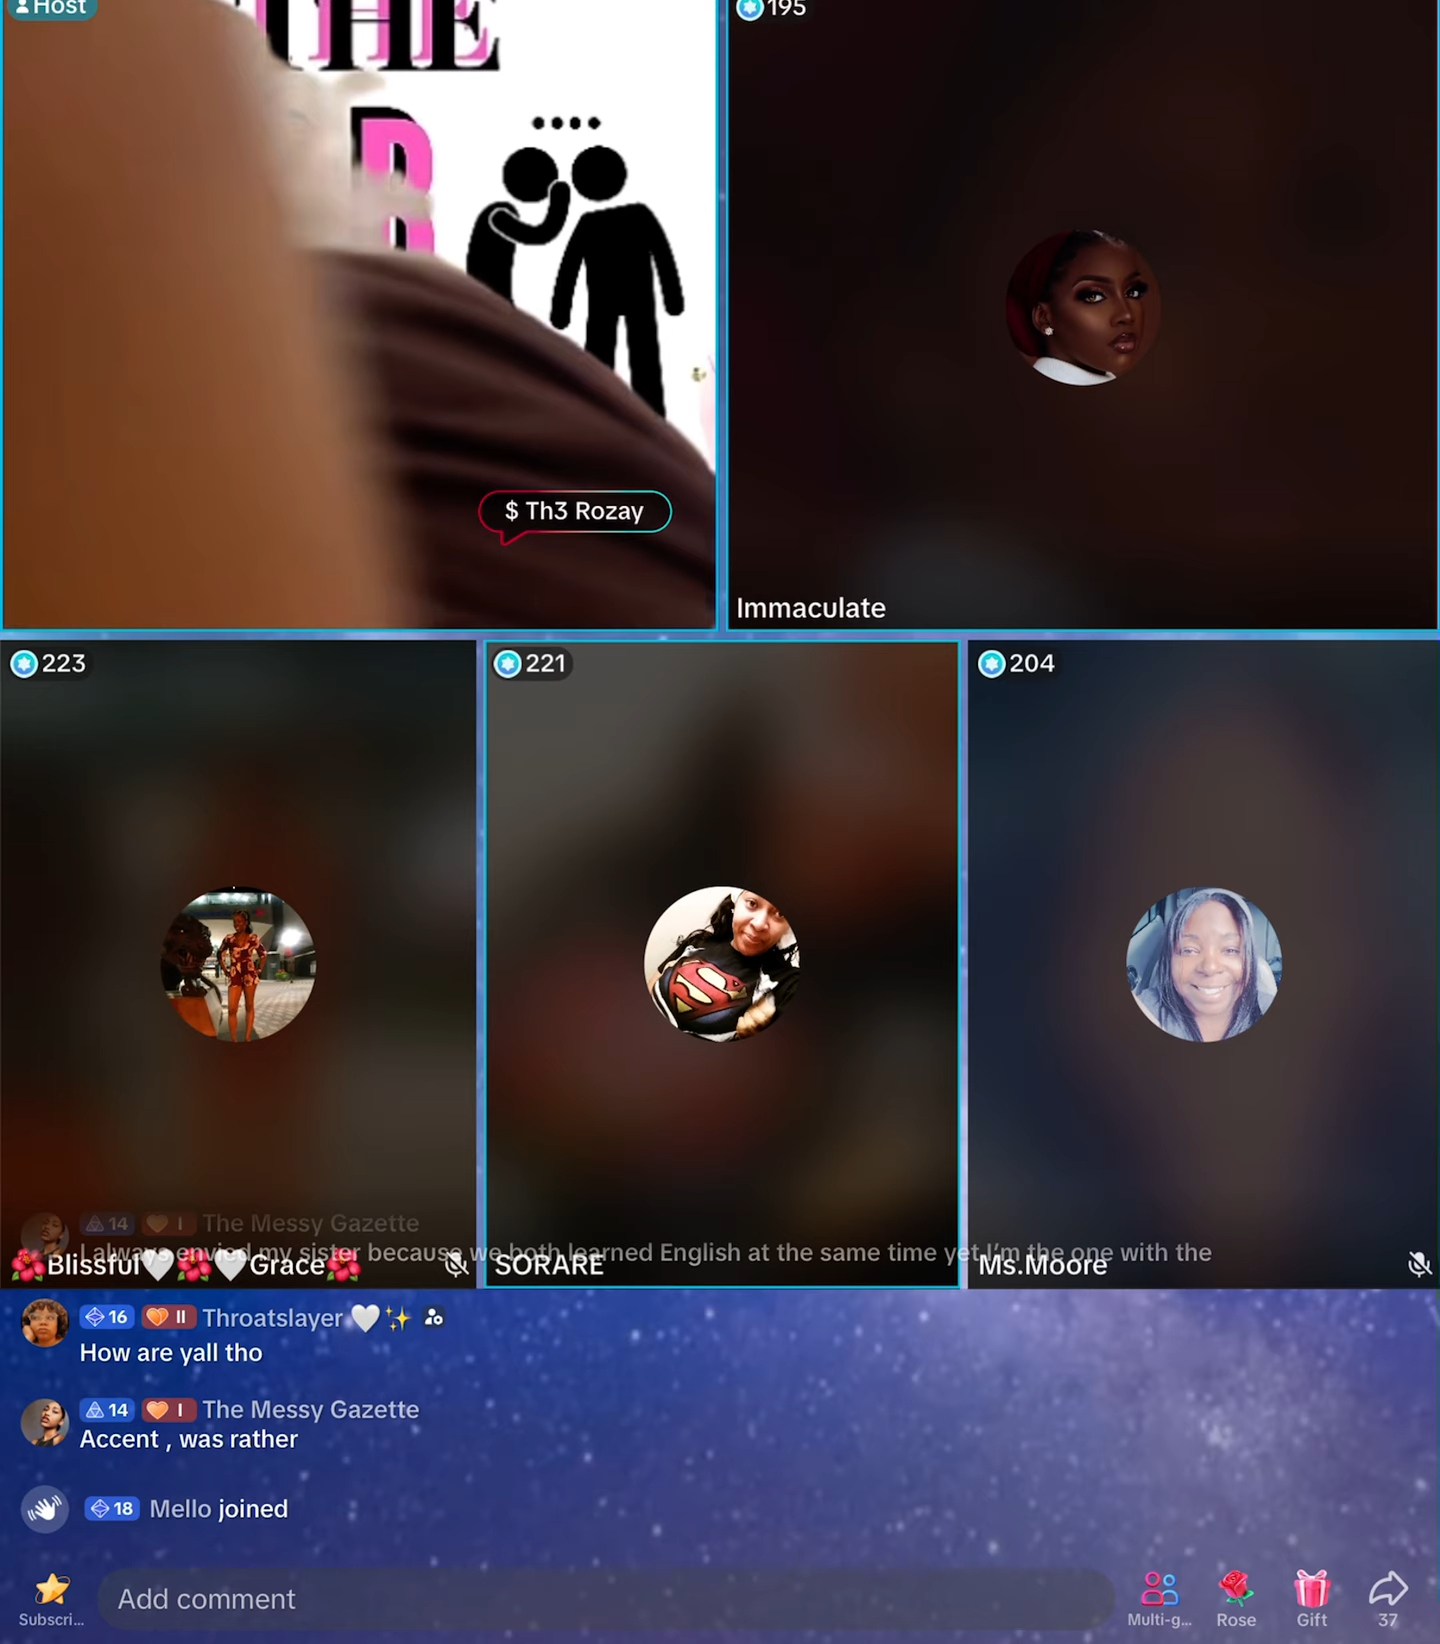 Host
195
THE
$ Th3 Rozay
Immaculate
223
221
204
14 I The Messy Gazette
I always envied my sister because we both learned English at the same time yet I'm the one with the
🌺Blissful🤍🌺🤍Grace🌺
SORARE
Ms.Moore
16 II Throatslayer 🤍✨
How are yall tho
14 I The Messy Gazette
Accent , was rather
18 Mello joined
Subscri...
Add comment
Multi-g...
Rose
Gift
37